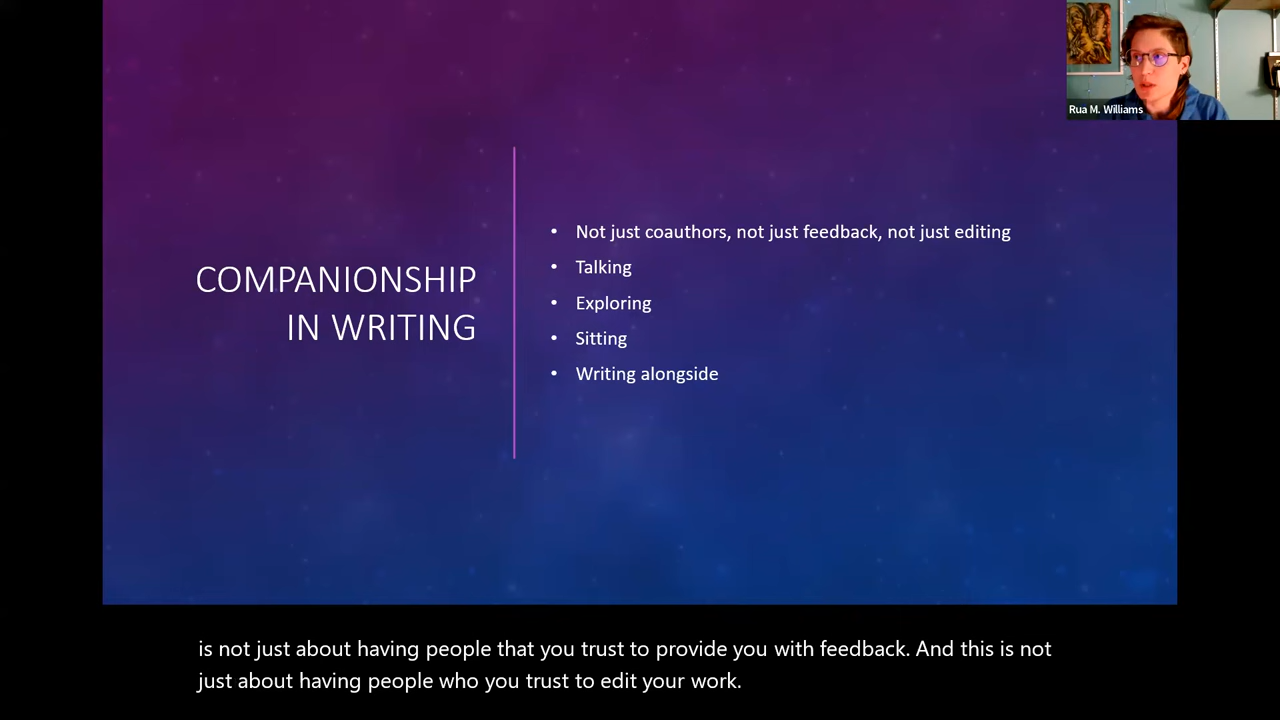 Rua M. Williams
COMPANIONSHIP
IN WRITING
• Not just coauthors, not just feedback, not just editing
• Talking
• Exploring
• Sitting
• Writing alongside
is not just about having people that you trust to provide you with feedback. And this is not
just about having people who you trust to edit your work.